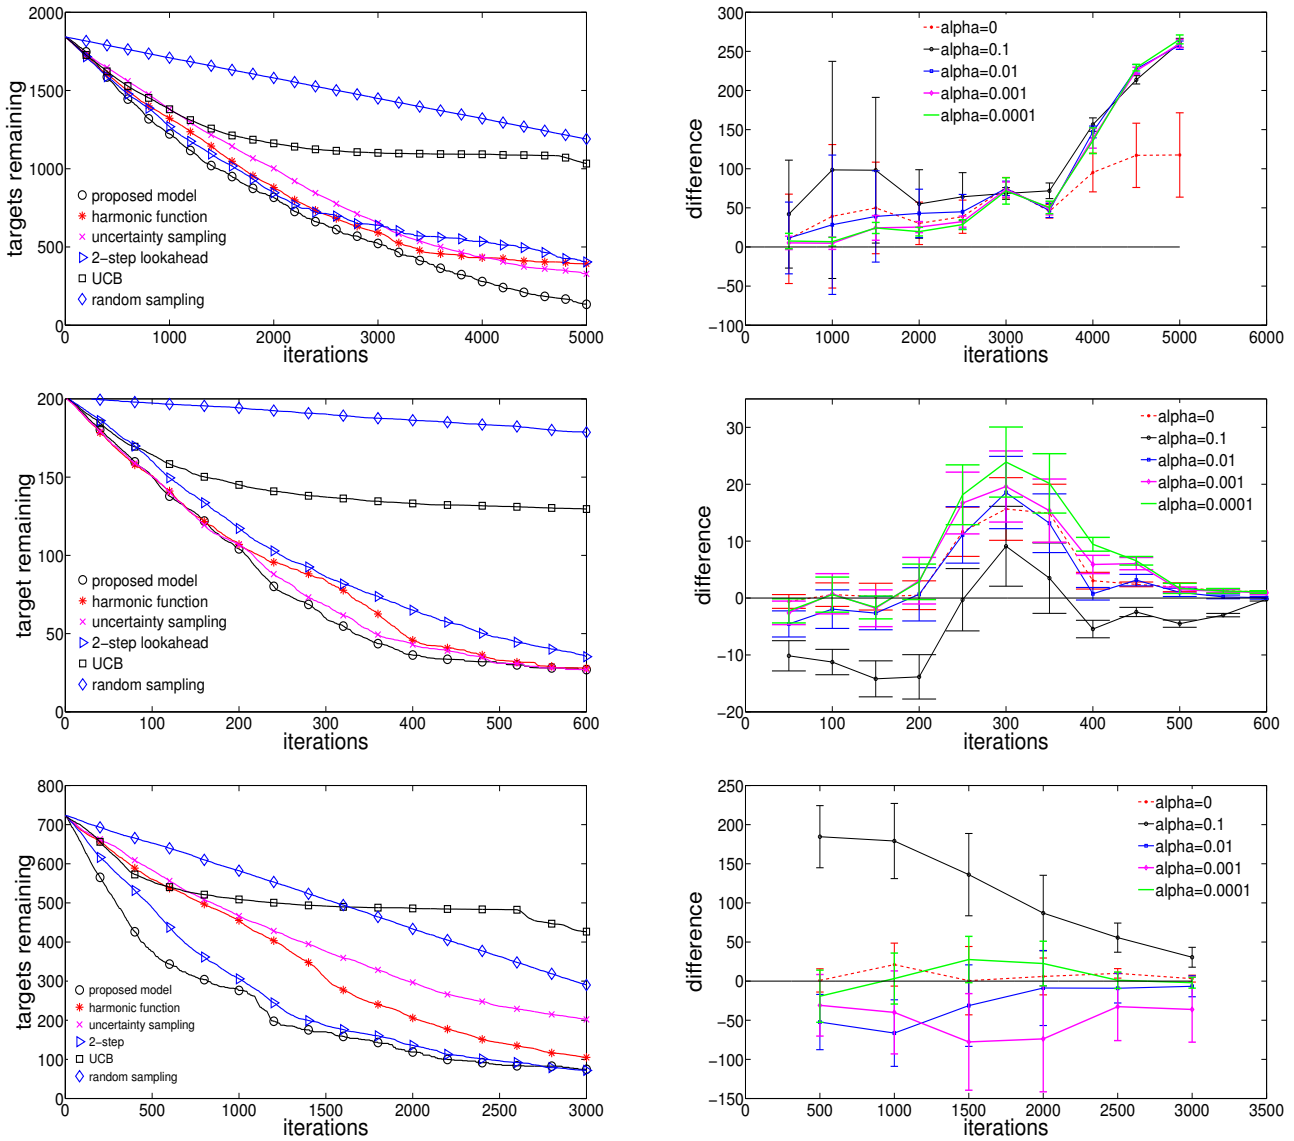 2000
1500
1000
500
0
0 1000 2000 3000 4000 5000
targets remaining
iterations
proposed model
harmonic function
uncertainty sampling
2−step lookahead
UCB
random sampling
300
250
200
150
100
50
0
−50
−100
0 1000 2000 3000 4000 5000 6000
difference
iterations
alpha=0
alpha=0.1
alpha=0.01
alpha=0.001
alpha=0.0001
200
150
100
50
0
0 100 200 300 400 500 600
target remaining
iterations
proposed model
harmonic function
uncertainty sampling
2−step lookahead
UCB
random sampling
30
20
10
0
−10
−20
0 100 200 300 400 500 600
difference
iterations
alpha=0
alpha=0.1
alpha=0.01
alpha=0.001
alpha=0.0001
800
700
600
500
400
300
200
100
0
0 500 1000 1500 2000 2500 3000
targets remaining
iterations
proposed model
harmonic function
uncertainty sampling
2−step
UCB
random sampling
250
200
150
100
50
0
−50
−100
−150
500 1000 1500 2000 2500 3000 3500
difference
iterations
alpha=0
alpha=0.1
alpha=0.01
alpha=0.001
alpha=0.0001